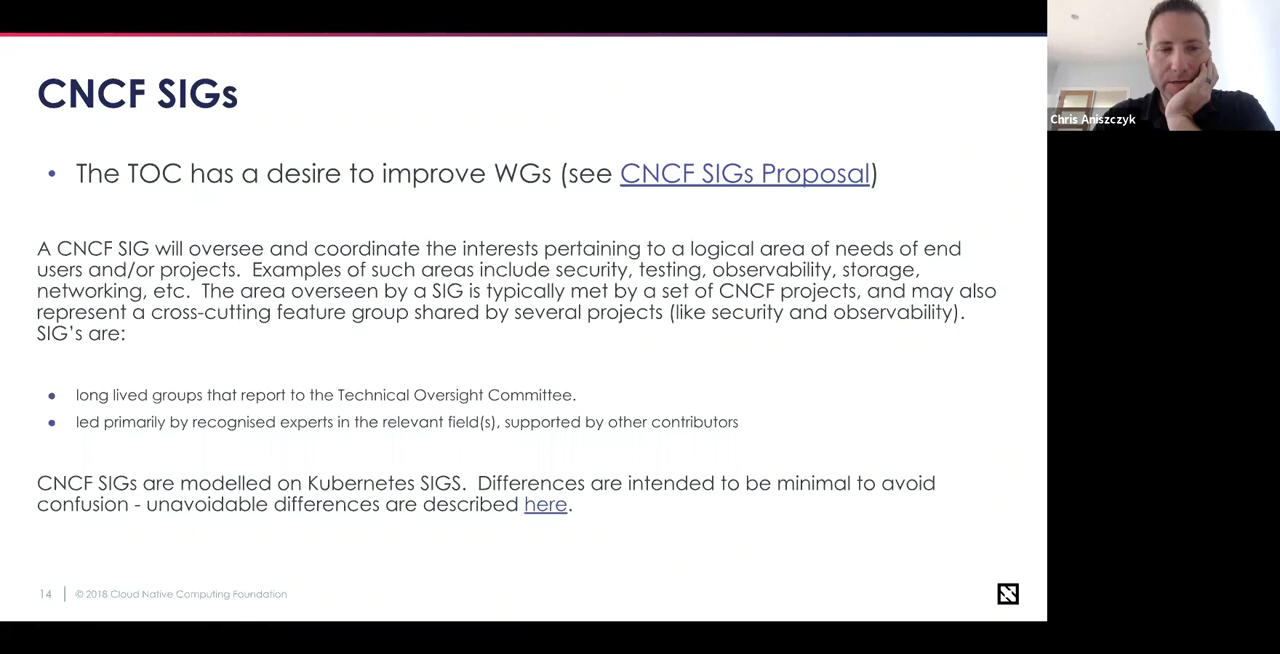 CNCF SIGs
• The TOC has a desire to improve WGs (see CNCF SIGs Proposal)
A CNCF SIG will oversee and coordinate the interests pertaining to a logical area of needs of end
users and/or projects.  Examples of such areas include security, testing, observability, storage,
networking, etc.  The area overseen by a SIG is typically met by a set of CNCF projects, and may also
represent a cross-cutting feature group shared by several projects (like security and observability).
SIG’s are:
• long lived groups that report to the Technical Oversight Committee.
• led primarily by recognised experts in the relevant field(s), supported by other contributors
CNCF SIGs are modelled on Kubernetes SIGS.  Differences are intended to be minimal to avoid
confusion - unavoidable differences are described here.
14 | © 2018 Cloud Native Computing Foundation
Chris Aniszczyk